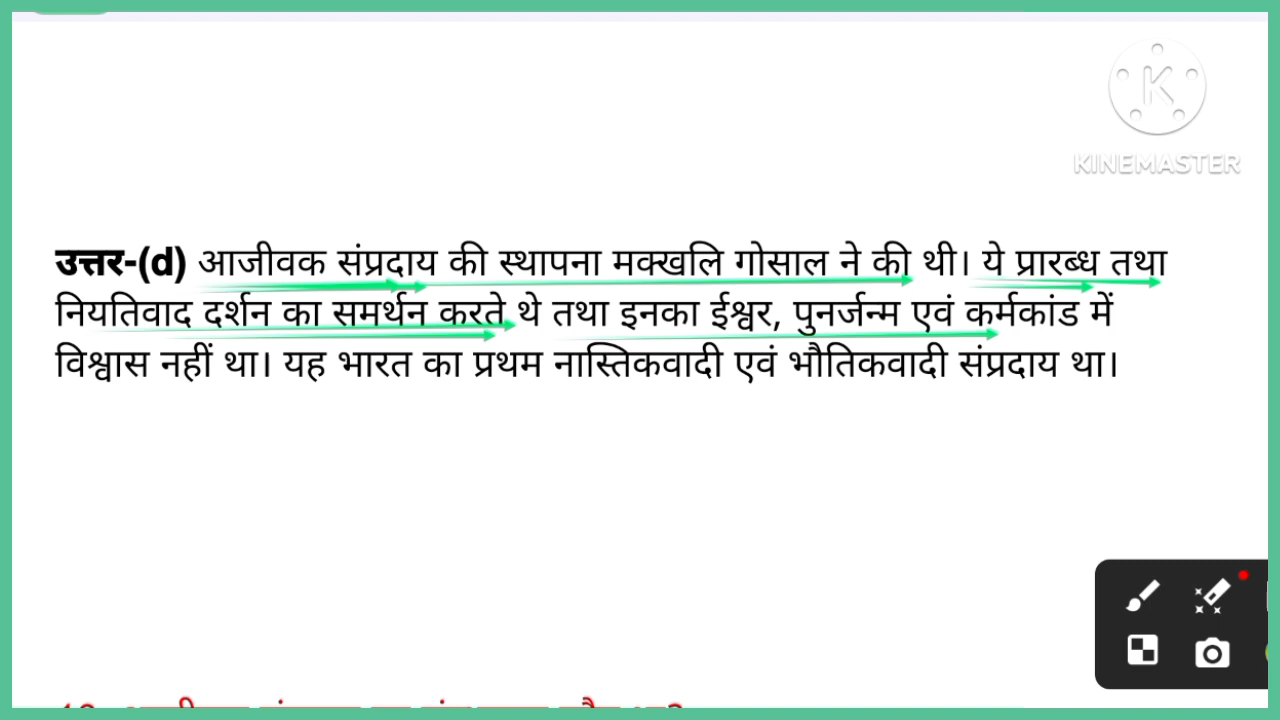 K
KINEMASTER
उत्तर-(d) आजीवक संप्रदाय की स्थापना मक्खलि गोसाल ने की थी। ये प्रारब्ध तथा
नियतिवाद दर्शन का समर्थन करते थे तथा इनका ईश्वर, पुनर्जन्म एवं कर्मकांड में
विश्वास नहीं था। यह भारत का प्रथम नास्तिकवादी एवं भौतिकवादी संप्रदाय था।